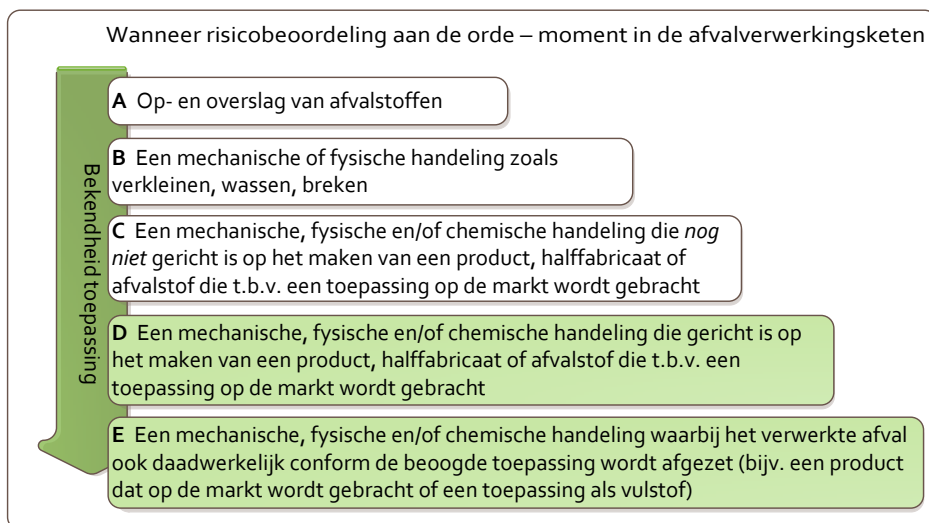 Wanneer risicobeoordeling aan de orde – moment in de afvalverwerkingsketen
Bekendheid toepassing
A Op- en overslag van afvalstoffen
B Een mechanische of fysische handeling zoals
verkleinen, wassen, breken
C Een mechanische, fysische en/of chemische handeling die nog
niet gericht is op het maken van een product, halffabricaat of
afvalstof die t.b.v. een toepassing op de markt wordt gebracht
D Een mechanische, fysische en/of chemische handeling die gericht is op
het maken van een product, halffabricaat of afvalstof die t.b.v. een
toepassing op de markt wordt gebracht
E Een mechanische, fysische en/of chemische handeling waarbij het verwerkte afval
ook daadwerkelijk conform de beoogde toepassing wordt afgezet (bijv. een product
dat op de markt wordt gebracht of een toepassing als vulstof)